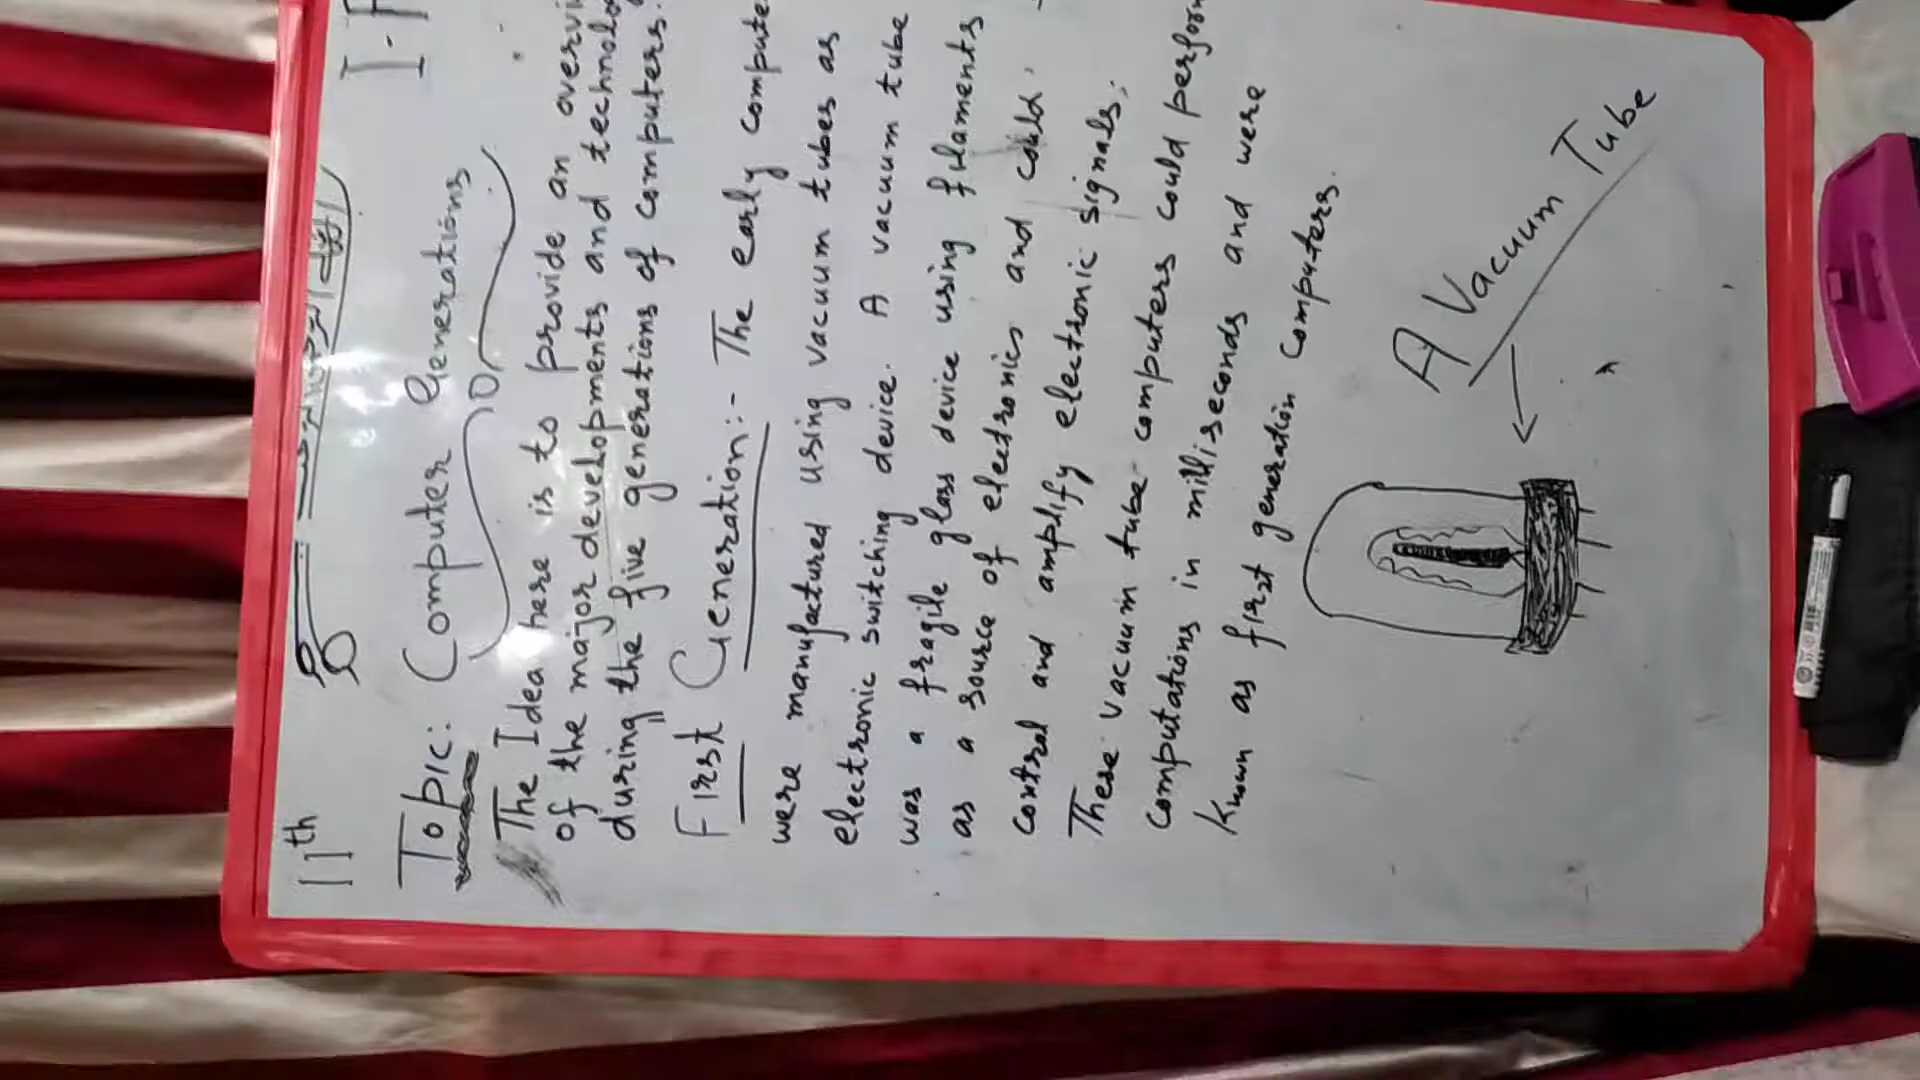 11th
I.P
Topic: Computer Generations
The Idea here is to provide an overvi
of the major developments and technolo
during the five generations of computers.
First Generation:- The early compute
were manufactured using vacuum tubes as
electronic switching device. A vacuum tube
was a fragile glass device using filaments
as a source of electronics and could
control and amplify electronic signals;
These vacuum tube computers could perform
computations in milliseconds and were
known as first generation computers.
A Vacuum Tube